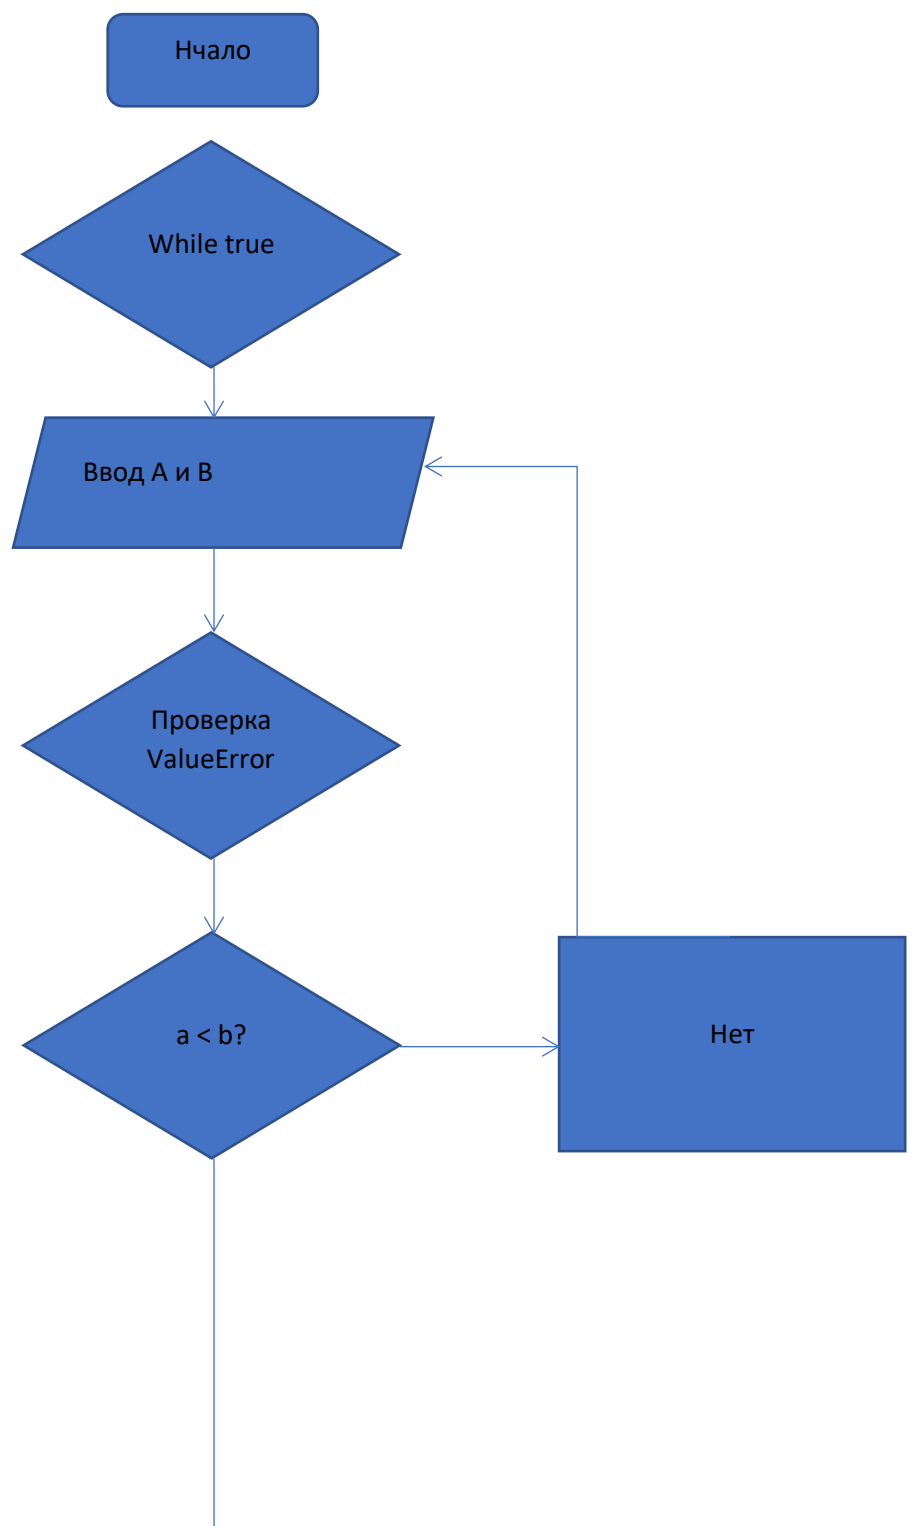 Нчало
While true
Ввод А и В
Проверка
ValueError
a < b?
Нет